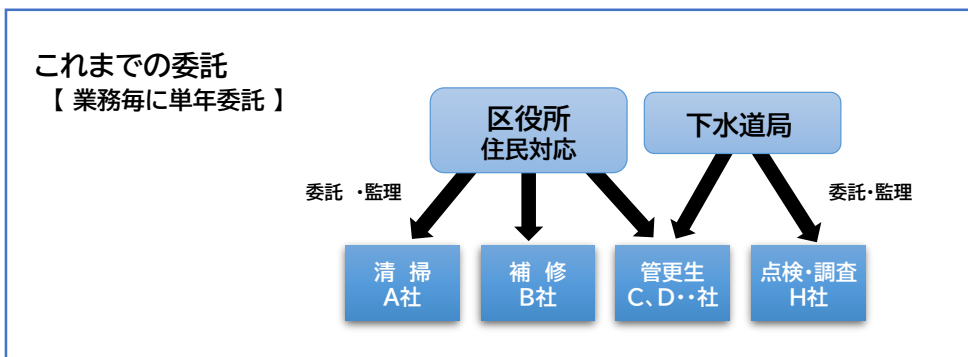 これまでの委託
【 業務毎に単年委託 】
区役所
住民対応
下水道局
委託 ・監理
委託・監理
清 掃
A社
補 修
B社
管更生
C、D・・社
点検・調査
H社